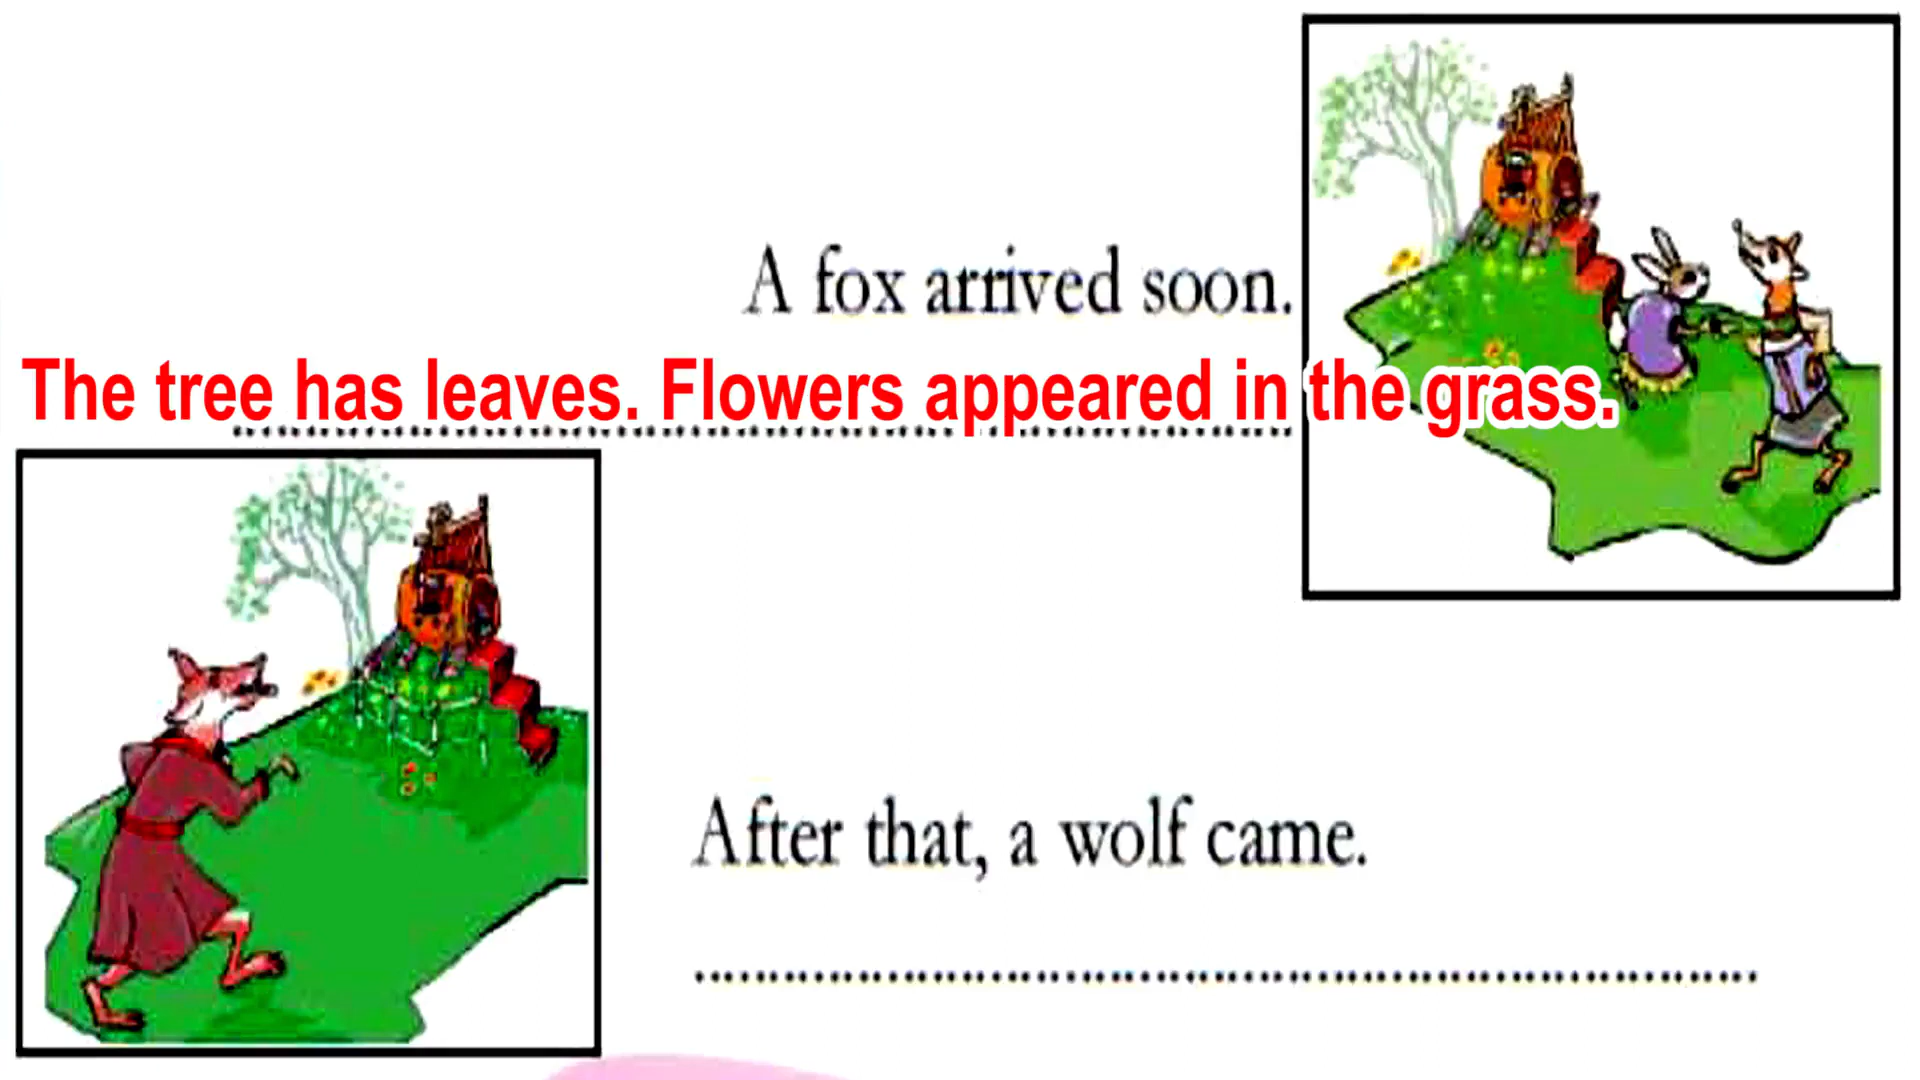 A fox arrived soon.
The tree has leaves. Flowers appeared in the grass.
After that, a wolf came.